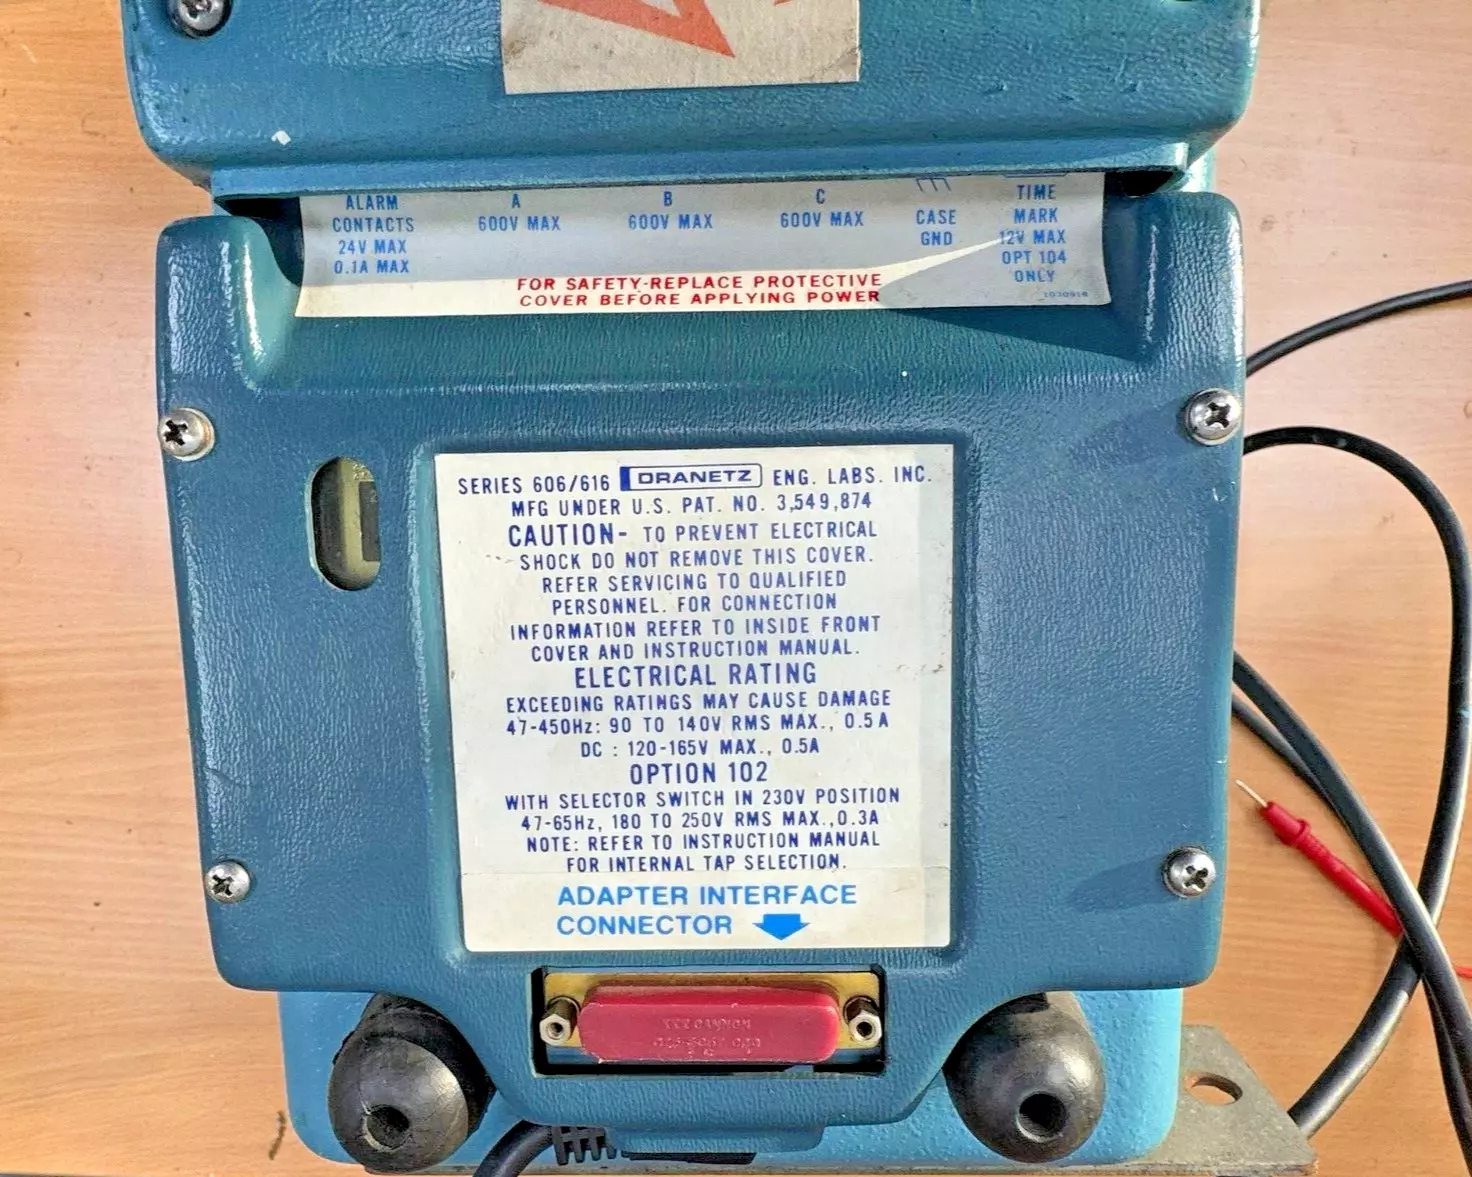 ALARM CONTACTS 24V MAX 0.1A MAX
A 600V MAX
B 600V MAX
C 600V MAX
CASE GND
TIME MARK 12V MAX OPT 104 ONLY
FOR SAFETY-REPLACE PROTECTIVE
COVER BEFORE APPLYING POWER
SERIES 606/616 DRANETZ ENG. LABS. INC.
MFG UNDER U.S. PAT. NO. 3,549,874
CAUTION- TO PREVENT ELECTRICAL
SHOCK DO NOT REMOVE THIS COVER.
REFER SERVICING TO QUALIFIED
PERSONNEL. FOR CONNECTION
INFORMATION REFER TO INSIDE FRONT
COVER AND INSTRUCTION MANUAL.
ELECTRICAL RATING
EXCEEDING RATINGS MAY CAUSE DAMAGE
47-450Hz: 90 TO 140V RMS MAX., 0.5A
DC : 120-165V MAX., 0.5A
OPTION 102
WITH SELECTOR SWITCH IN 230V POSITION
47-65Hz, 180 TO 250V RMS MAX.,0.3A
NOTE: REFER TO INSTRUCTION MANUAL
FOR INTERNAL TAP SELECTION.
ADAPTER INTERFACE
CONNECTOR
CANNON